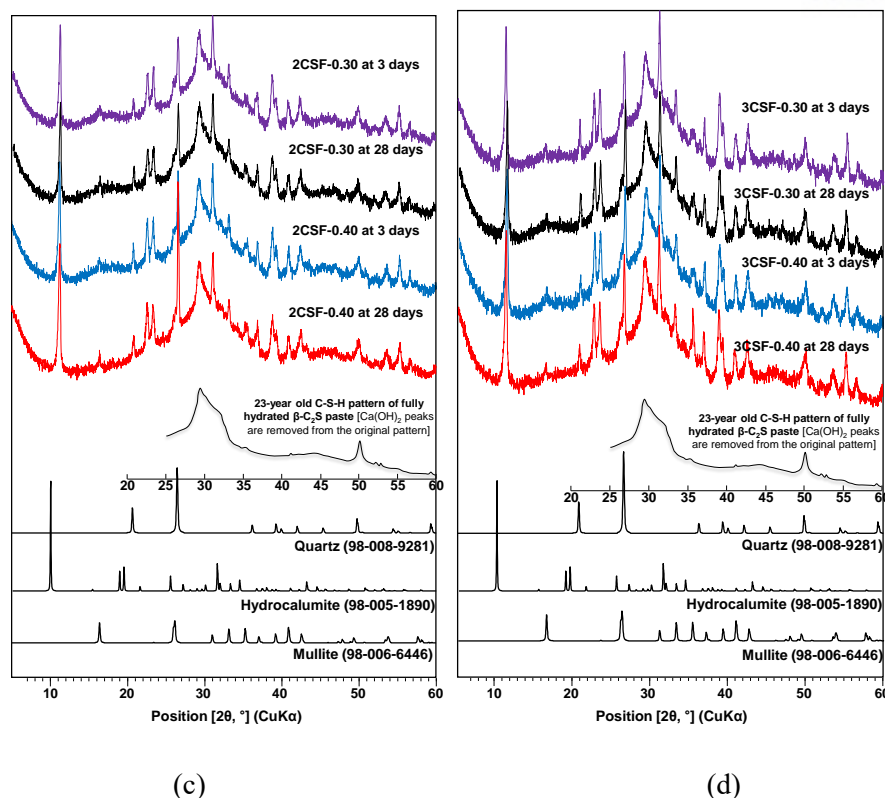 2CSF-0.30 at 3 days
2CSF-0.30 at 28 days
2CSF-0.40 at 3 days
2CSF-0.40 at 28 days
23-year old C-S-H pattern of fully
hydrated β-C₂S paste [Ca(OH)₂ peaks
are removed from the original pattern]
20 25 30 35 40 45 50 55 60
Quartz (98-008-9281)
Hydrocalumite (98-005-1890)
Mullite (98-006-6446)
10 20 30 40 50 60
Position [2θ, °] (CuKα)
(c)
3CSF-0.30 at 3 days
3CSF-0.30 at 28 days
3CSF-0.40 at 3 days
3CSF-0.40 at 28 days
23-year old C-S-H pattern of fully
hydrated β-C₂S paste [Ca(OH)₂ peaks
are removed from the original pattern]
20 25 30 35 40 45 50 55 60
Quartz (98-008-9281)
Hydrocalumite (98-005-1890)
Mullite (98-006-6446)
10 20 30 40 50 60
Position [2θ, °] (CuKα)
(d)